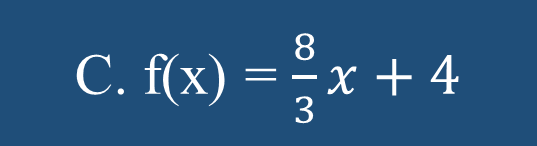 C. f(x) = 8/3 x + 4